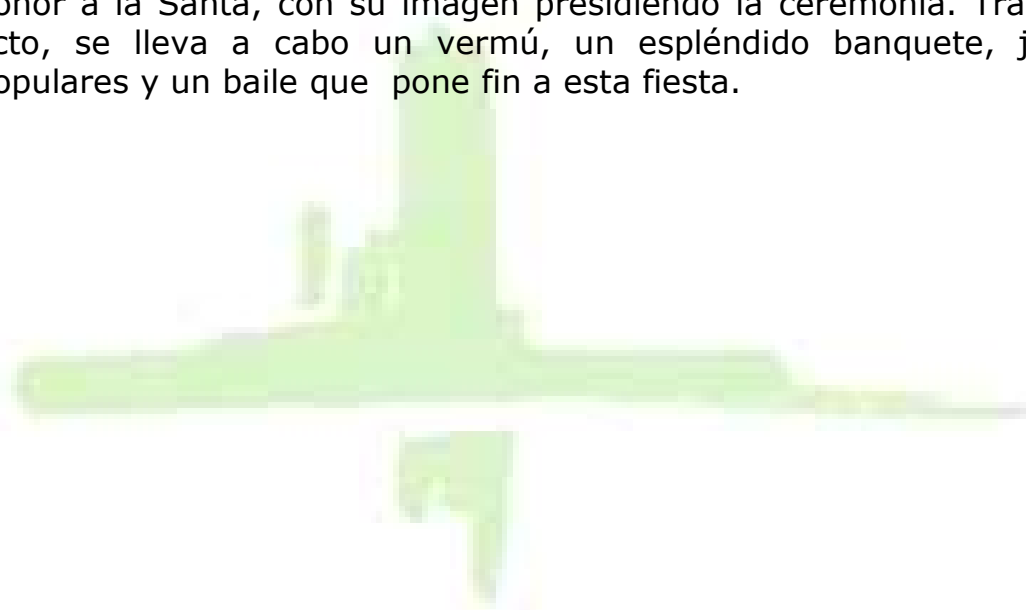 onor a la Santa, con su imagen presidiendo la ceremonia. Tra
cto, se lleva a cabo un vermú, un espléndido banquete, j
opulares y un baile que  pone fin a esta fiesta.